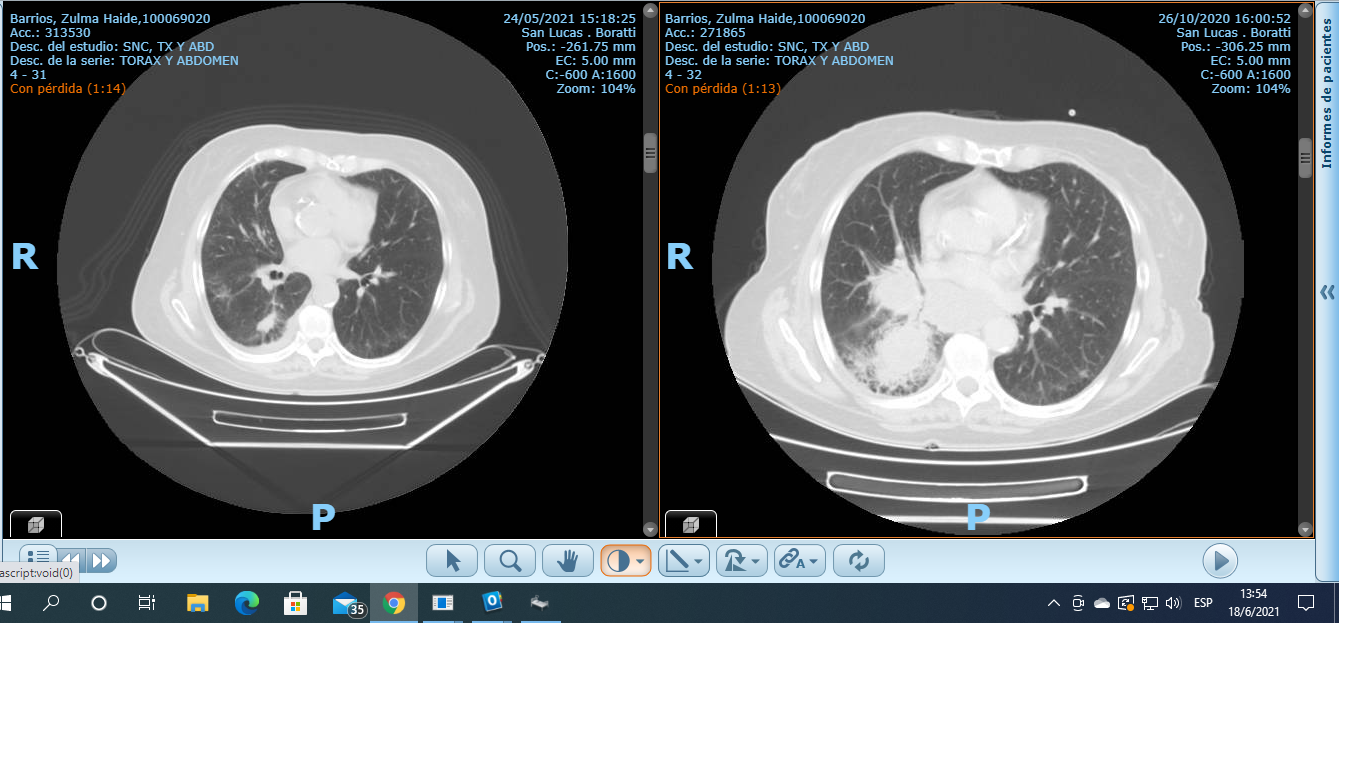 Barrios, Zulma Haide,100069020
Acc.: 313530
Desc. del estudio: SNC, TX Y ABD
Desc. de la serie: TORAX Y ABDOMEN
4 - 31
Con pérdida (1:14)
24/05/2021 15:18:25
San Lucas . Boratti
Pos.: -261.75 mm
EC: 5.00 mm
C:-600 A:1600
Zoom: 104%
R
P
Barrios, Zulma Haide,100069020
Acc.: 271865
Desc. del estudio: SNC, TX Y ABD
Desc. de la serie: TORAX Y ABDOMEN
4 - 32
Con pérdida (1:13)
26/10/2020 16:00:52
San Lucas . Boratti
Pos.: -306.25 mm
EC: 5.00 mm
C:-600 A:1600
Zoom: 104%
R
P
Informes de pacientes
A
ascript:void(0)
35
O
ESP
13:54
18/6/2021